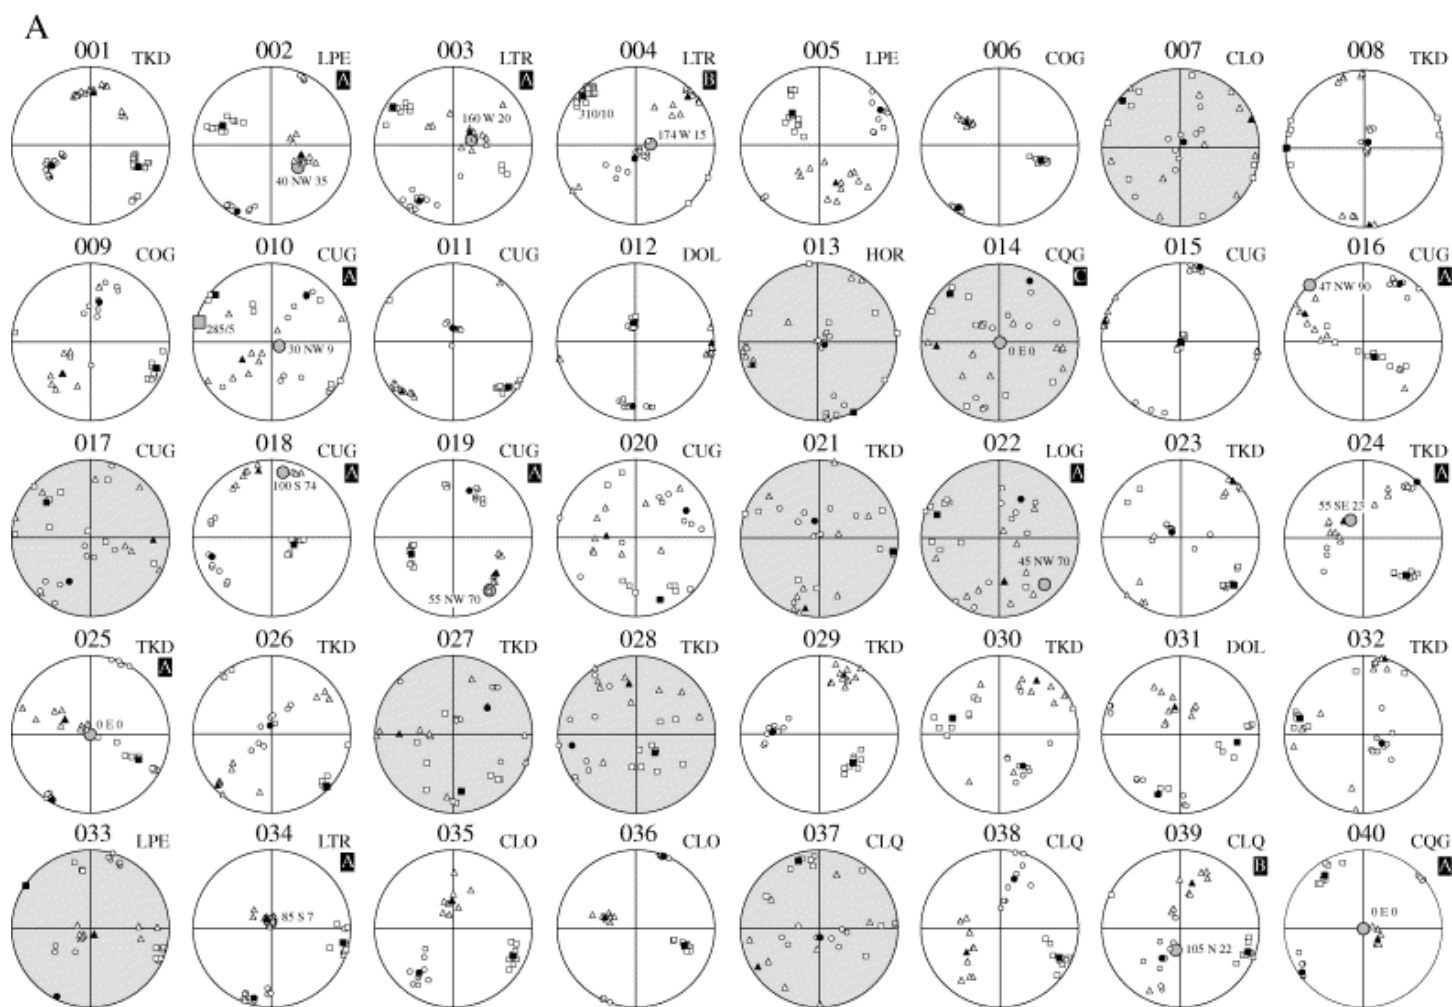 A
001 TKD
002 LPE A
003 LTR A
004 LTR B
005 LPE
006 COG
007 CLO
008 TKD
40 NW 35
160 W 20
310/10
174 W 15
009 COG
010 CUG A
011 CUG
012 DOL
013 HOR
014 CQG C
015 CUG
016 CUG A
285/5
30 NW 9
0 E 0
47 NW 90
017 CUG
018 CUG A
019 CUG A
020 CUG
021 TKD
022 LOG A
023 TKD
024 TKD A
100 S 74
55 NW 70
45 NW 70
55 SE 23
025 TKD A
026 TKD
027 TKD
028 TKD
029 TKD
030 TKD
031 DOL
032 TKD
0 E 0
033 LPE
034 LTR A
035 CLO
036 CLO
037 CLQ
038 CLQ
039 CLQ B
040 CQG A
85 S 7
105 N 22
0 E 0